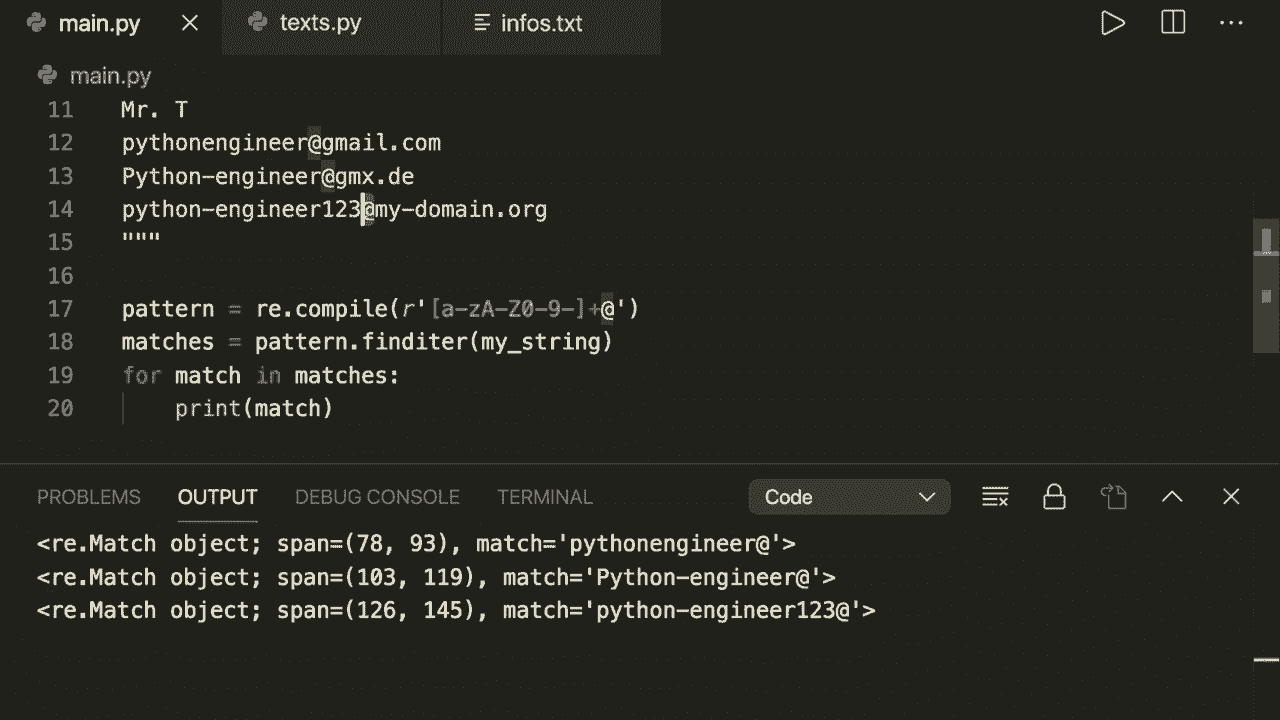 main.py texts.py infos.txt
main.py
11 Mr. T
12 pythonengineer@gmail.com
13 Python-engineer@gmx.de
14 python-engineer123@my-domain.org
15 """
16
17 pattern = re.compile(r'[a-zA-Z0-9-]+@')
18 matches = pattern.finditer(my_string)
19 for match in matches:
20 print(match)
PROBLEMS OUTPUT DEBUG CONSOLE TERMINAL Code
<re.Match object; span=(78, 93), match='pythonengineer@'>
<re.Match object; span=(103, 119), match='Python-engineer@'>
<re.Match object; span=(126, 145), match='python-engineer123@'>